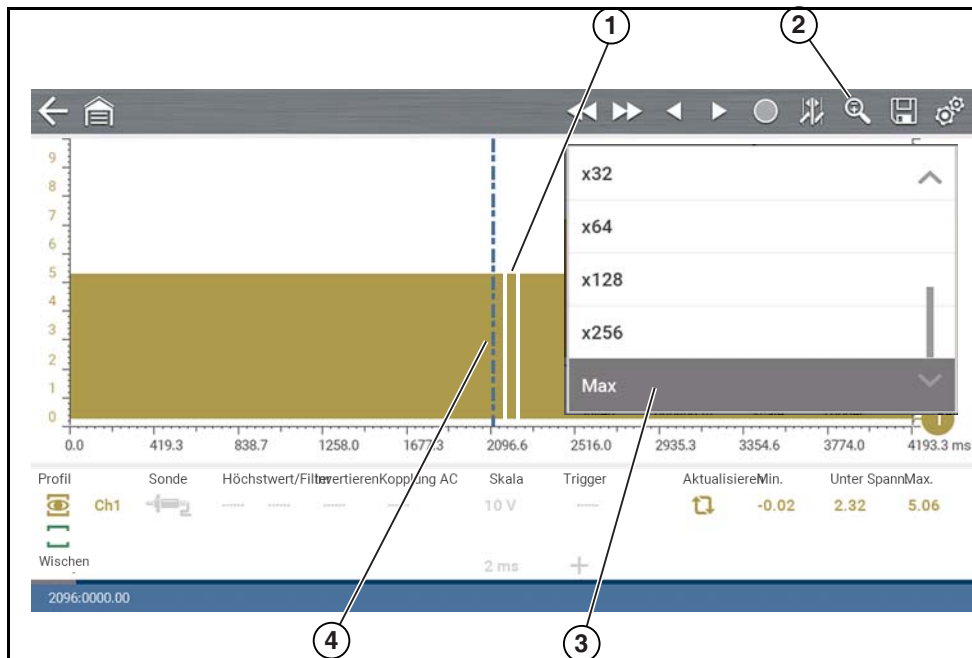 1
2
x32
x64
x128
x256
Max
9
8
7
6
5
4
3
2
1
0
0.0 419.3 838.7 1258.0 1677.3 2096.6 2516.0 2935.3 3354.6 3774.0 4193.3 ms
Profil Sonde Höchstwert/Filter Invertieren Kopplung AC Skala Trigger Aktualisieren Min. Unter Spann Max.
Ch1 ----- ----- ----- ----- 10 V ----- -0.02 2.32 5.06
Wischen
2 ms
2096:0000.00
4
3